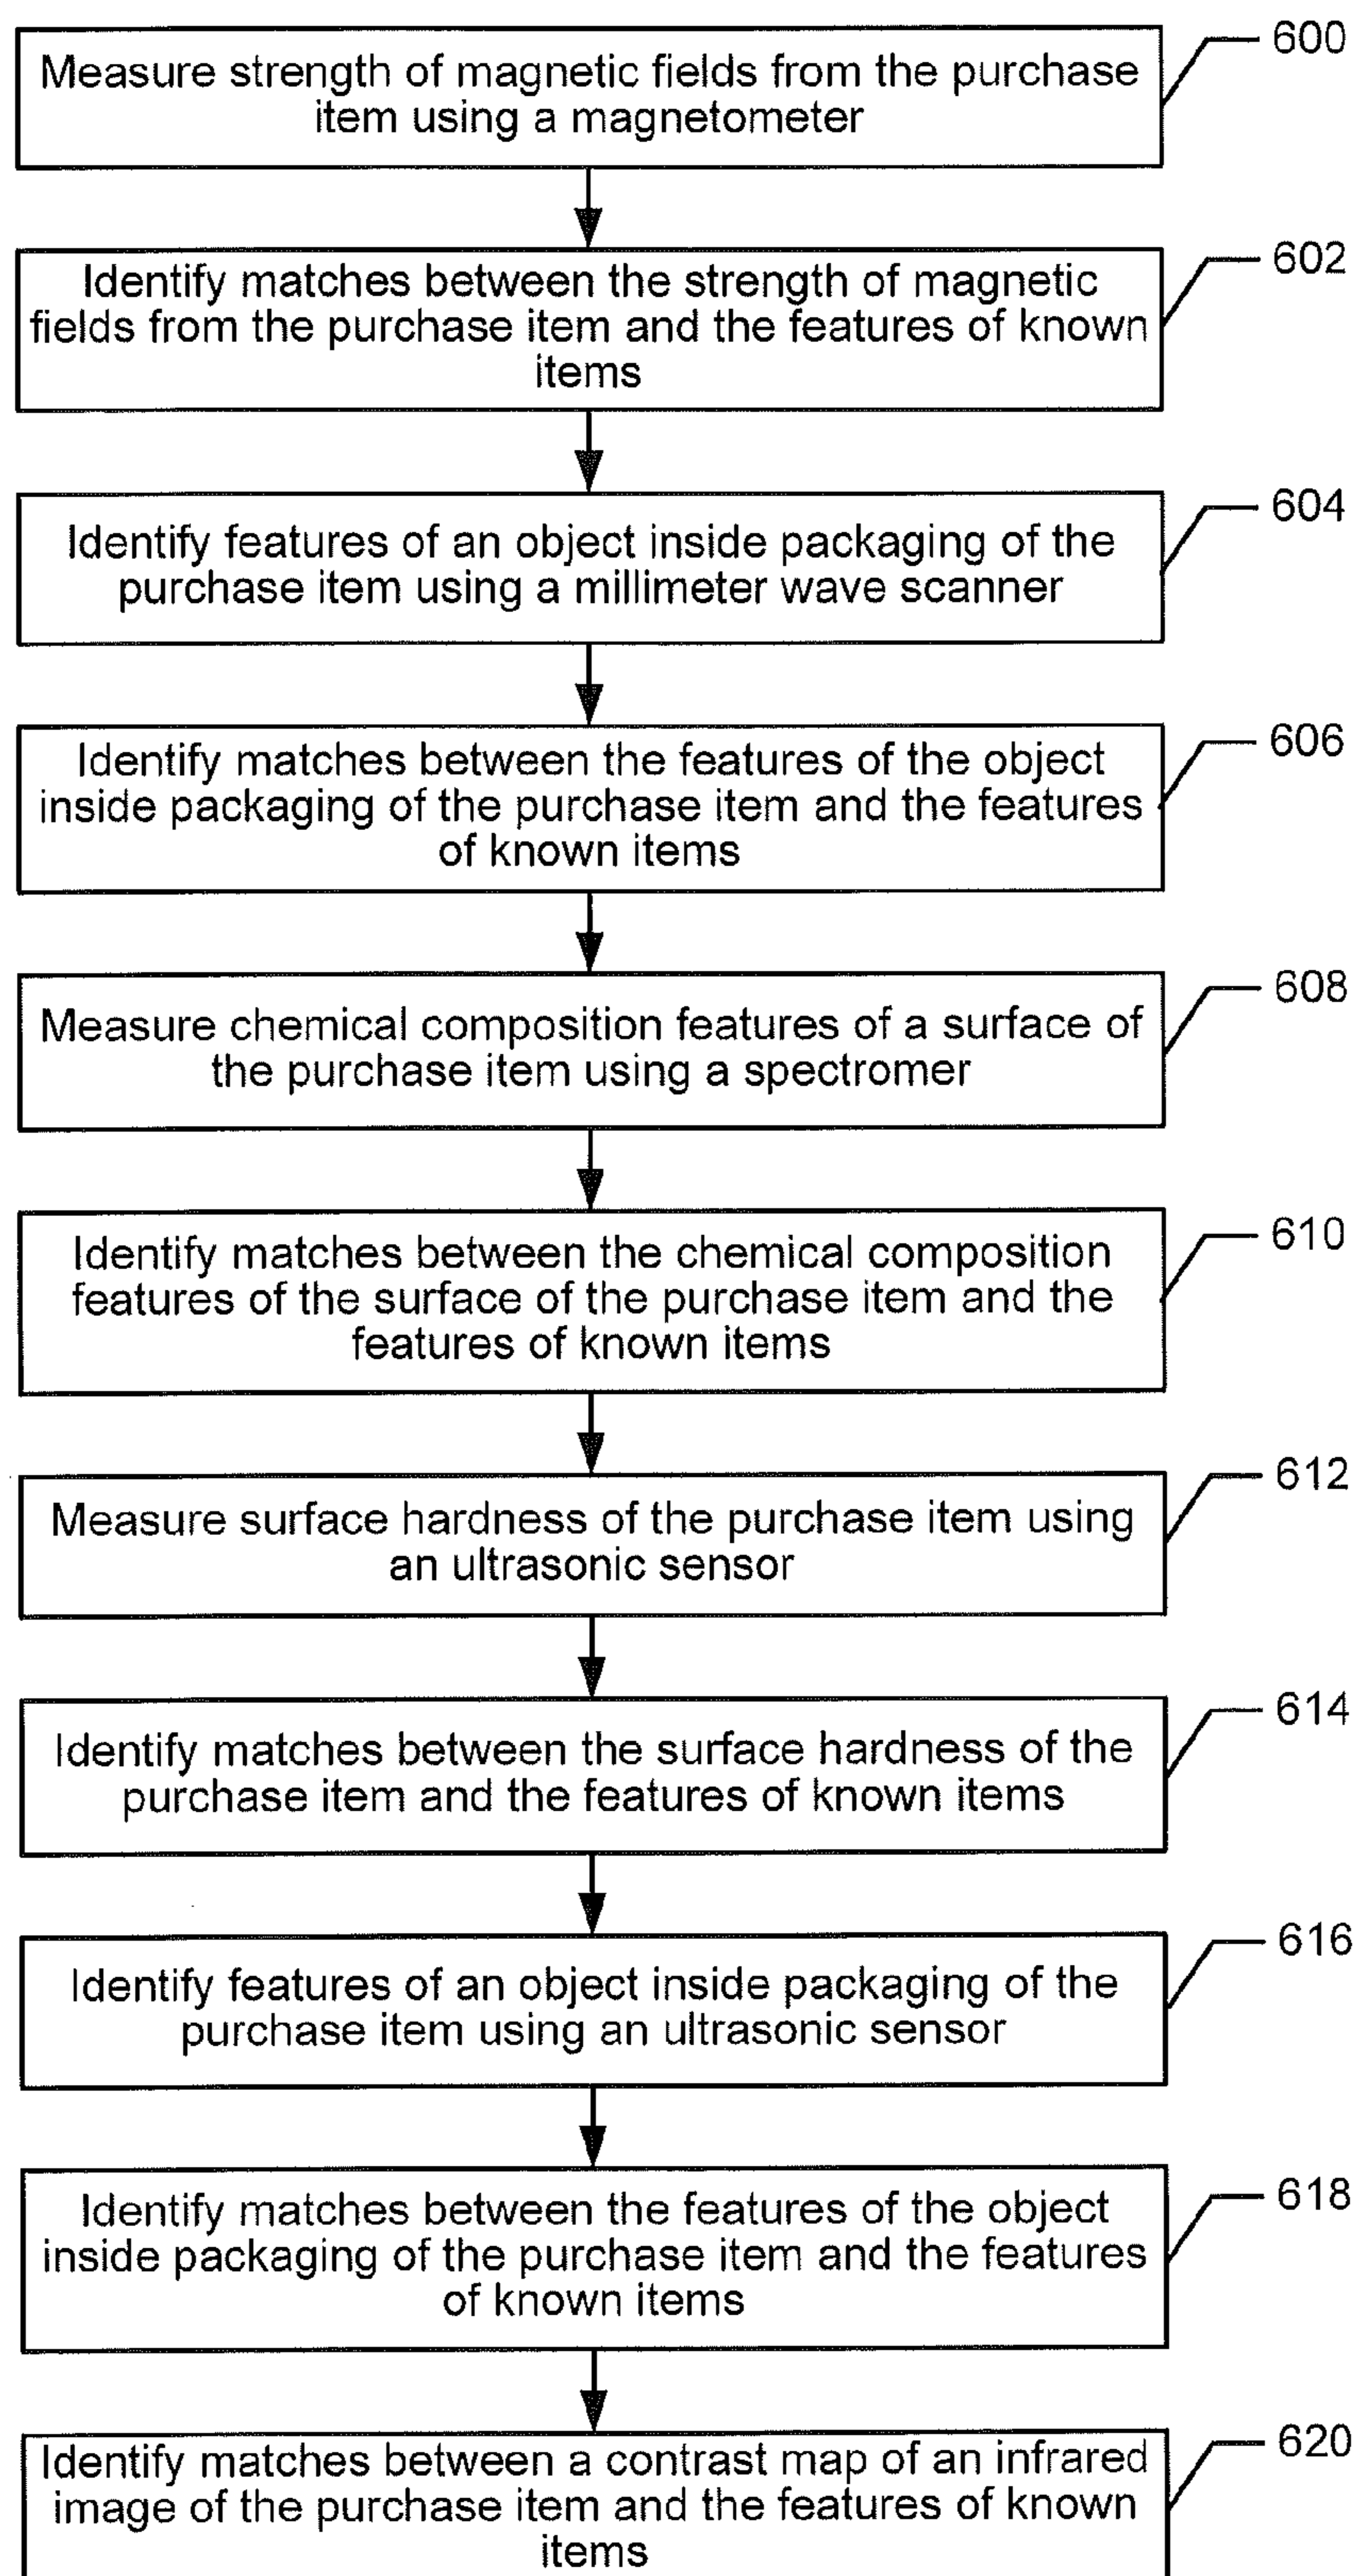 600
Measure strength of magnetic fields from the purchase
item using a magnetometer
602
Identify matches between the strength of magnetic
fields from the purchase item and the features of known
items
604
Identify features of an object inside packaging of the
purchase item using a millimeter wave scanner
606
Identify matches between the features of the object
inside packaging of the purchase item and the features
of known items
608
Measure chemical composition features of a surface of
the purchase item using a spectromer
610
Identify matches between the chemical composition
features of the surface of the purchase item and the
features of known items
612
Measure surface hardness of the purchase item using
an ultrasonic sensor
614
Identify matches between the surface hardness of the
purchase item and the features of known items
616
Identify features of an object inside packaging of the
purchase item using an ultrasonic sensor
618
Identify matches between the features of the object
inside packaging of the purchase item and the features
of known items
620
Identify matches between a contrast map of an infrared
image of the purchase item and the features of known
items